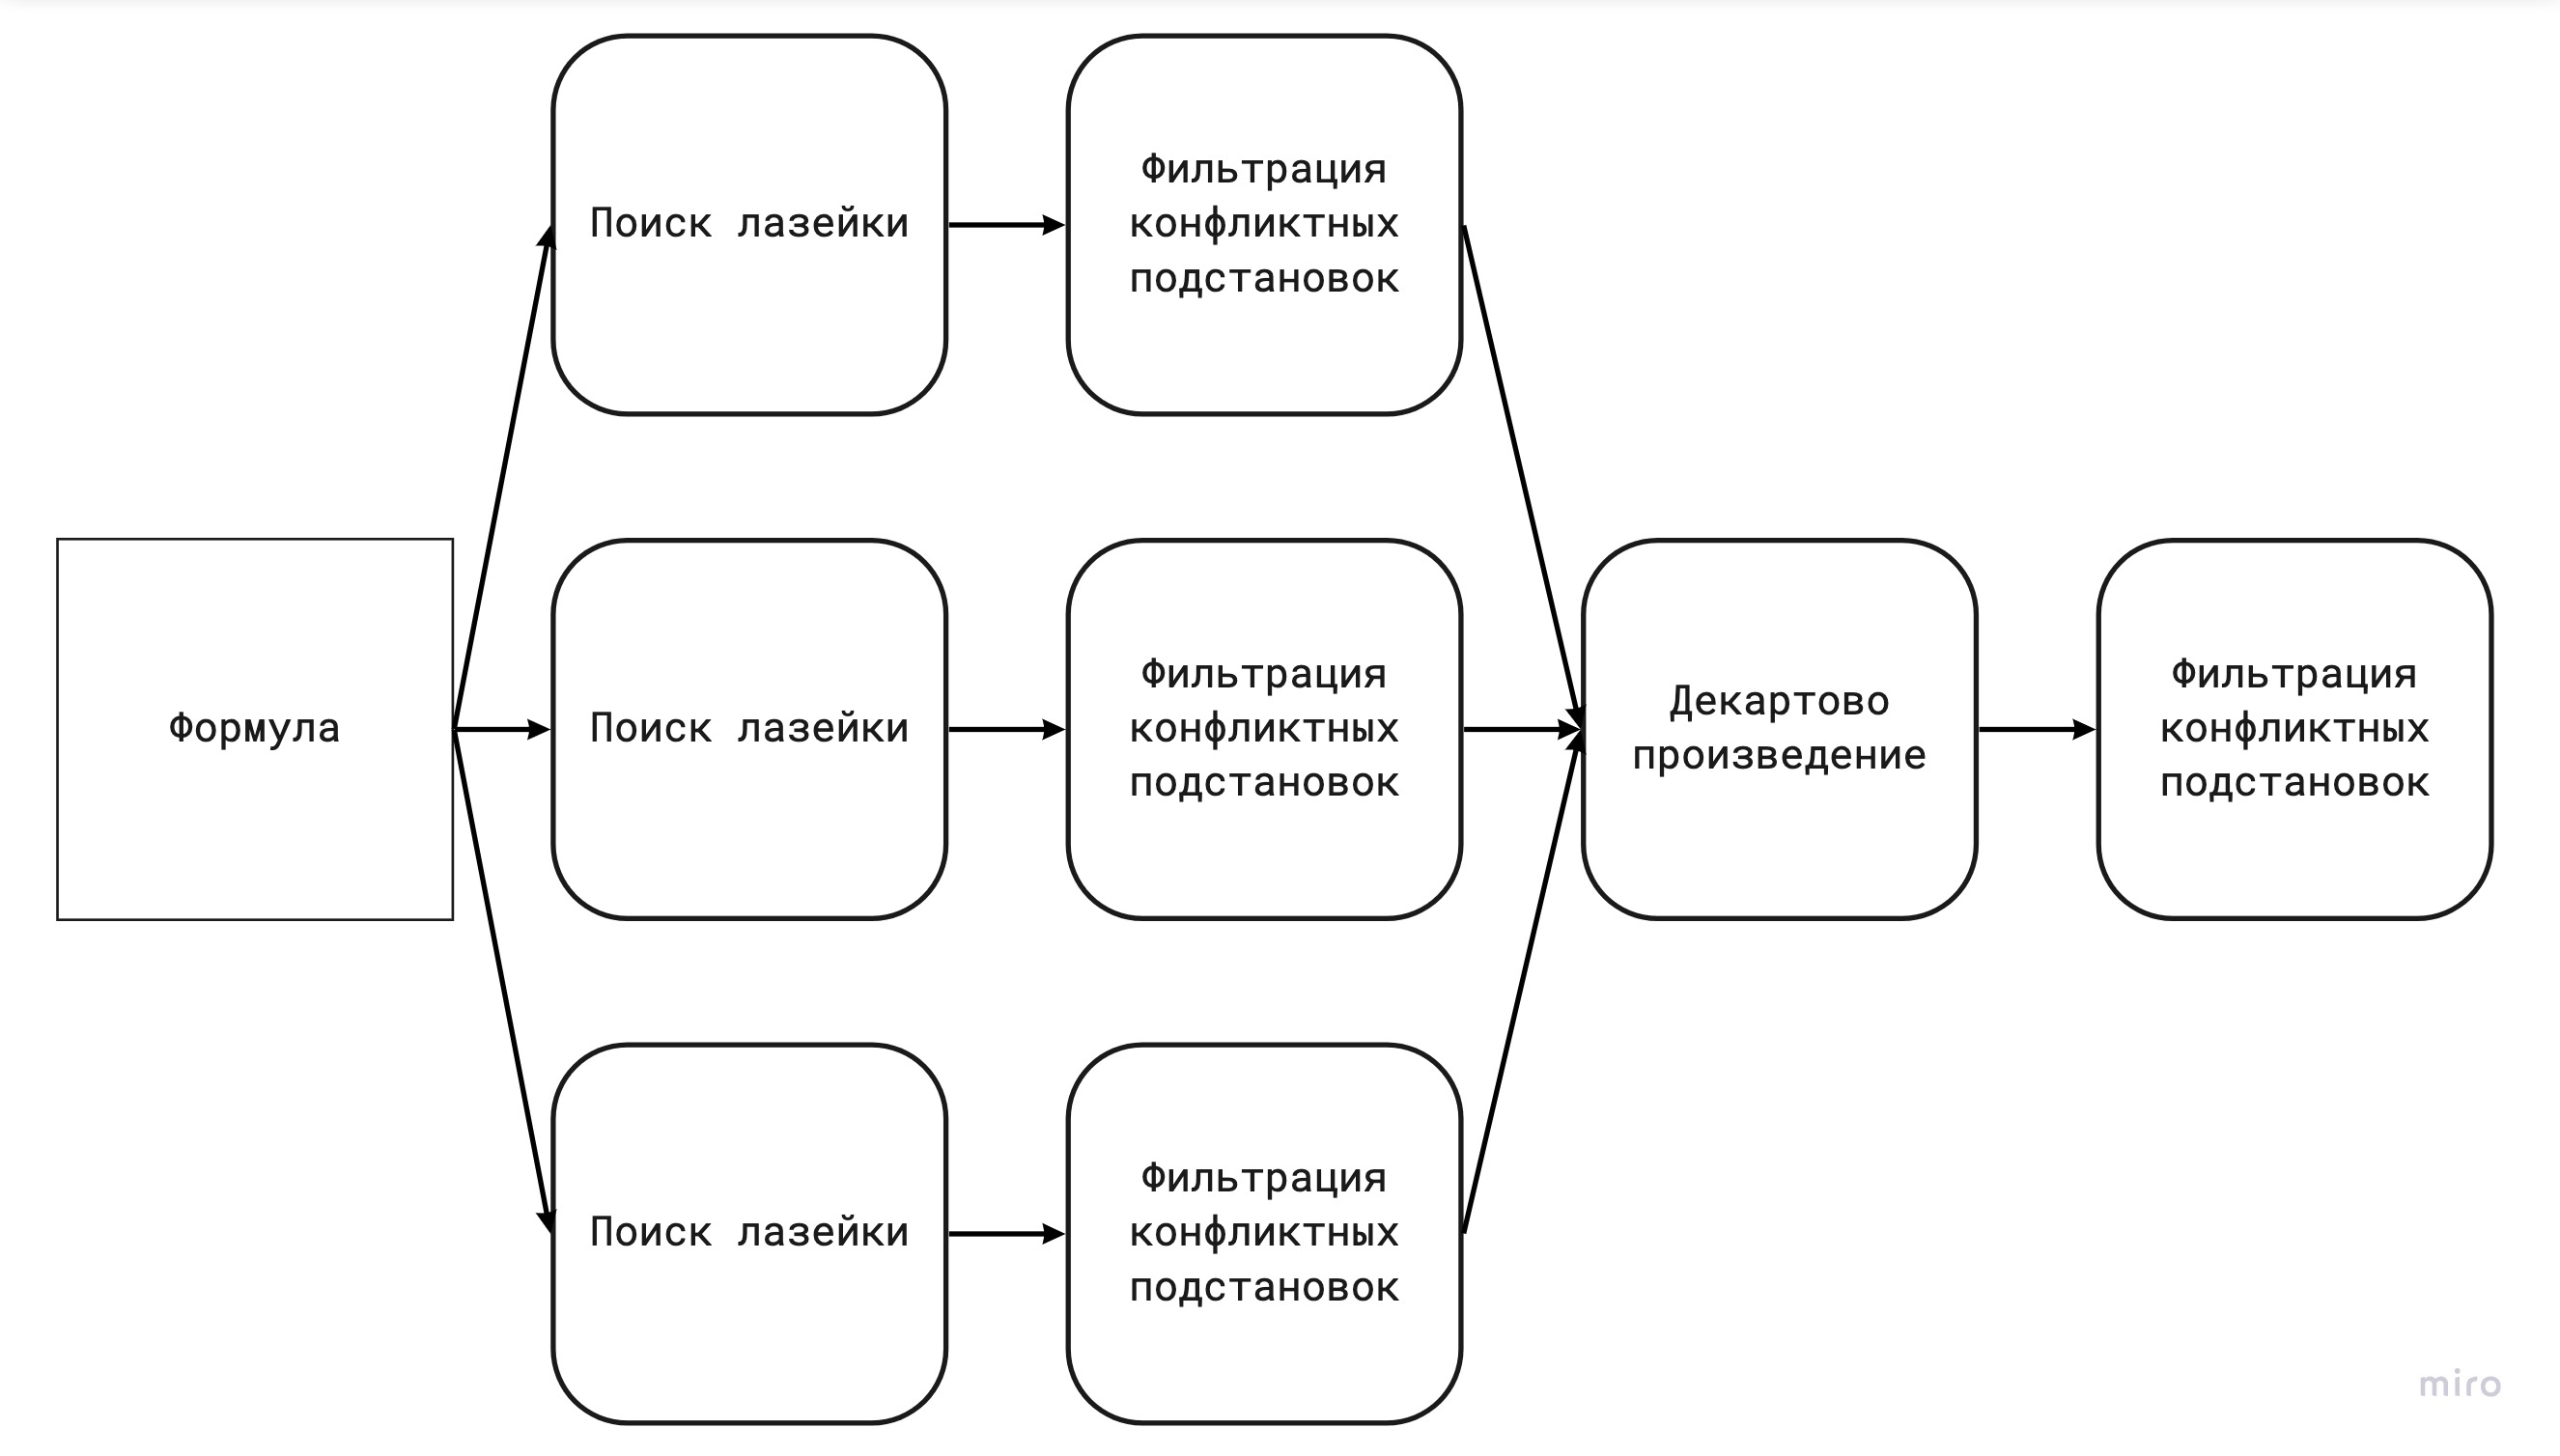 Поиск лазейки
Фильтрация
конфликтных
подстановок
Формула
Поиск лазейки
Фильтрация
конфликтных
подстановок
Декартово
произведение
Фильтрация
конфликтных
подстановок
Поиск лазейки
Фильтрация
конфликтных
подстановок
miro